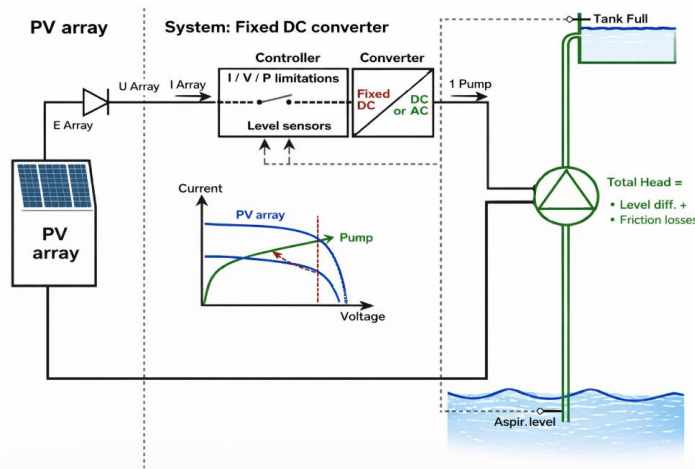 PV array
System: Fixed DC converter
Tank Full
Controller
Converter
U Array
I Array
I / V / P limitations
Fixed
DC
DC
or AC
1 Pump
E Array
Level sensors
PV
array
Current
PV array
Pump
Voltage
Total Head =
• Level diff. +
• Friction losses
Aspir. level